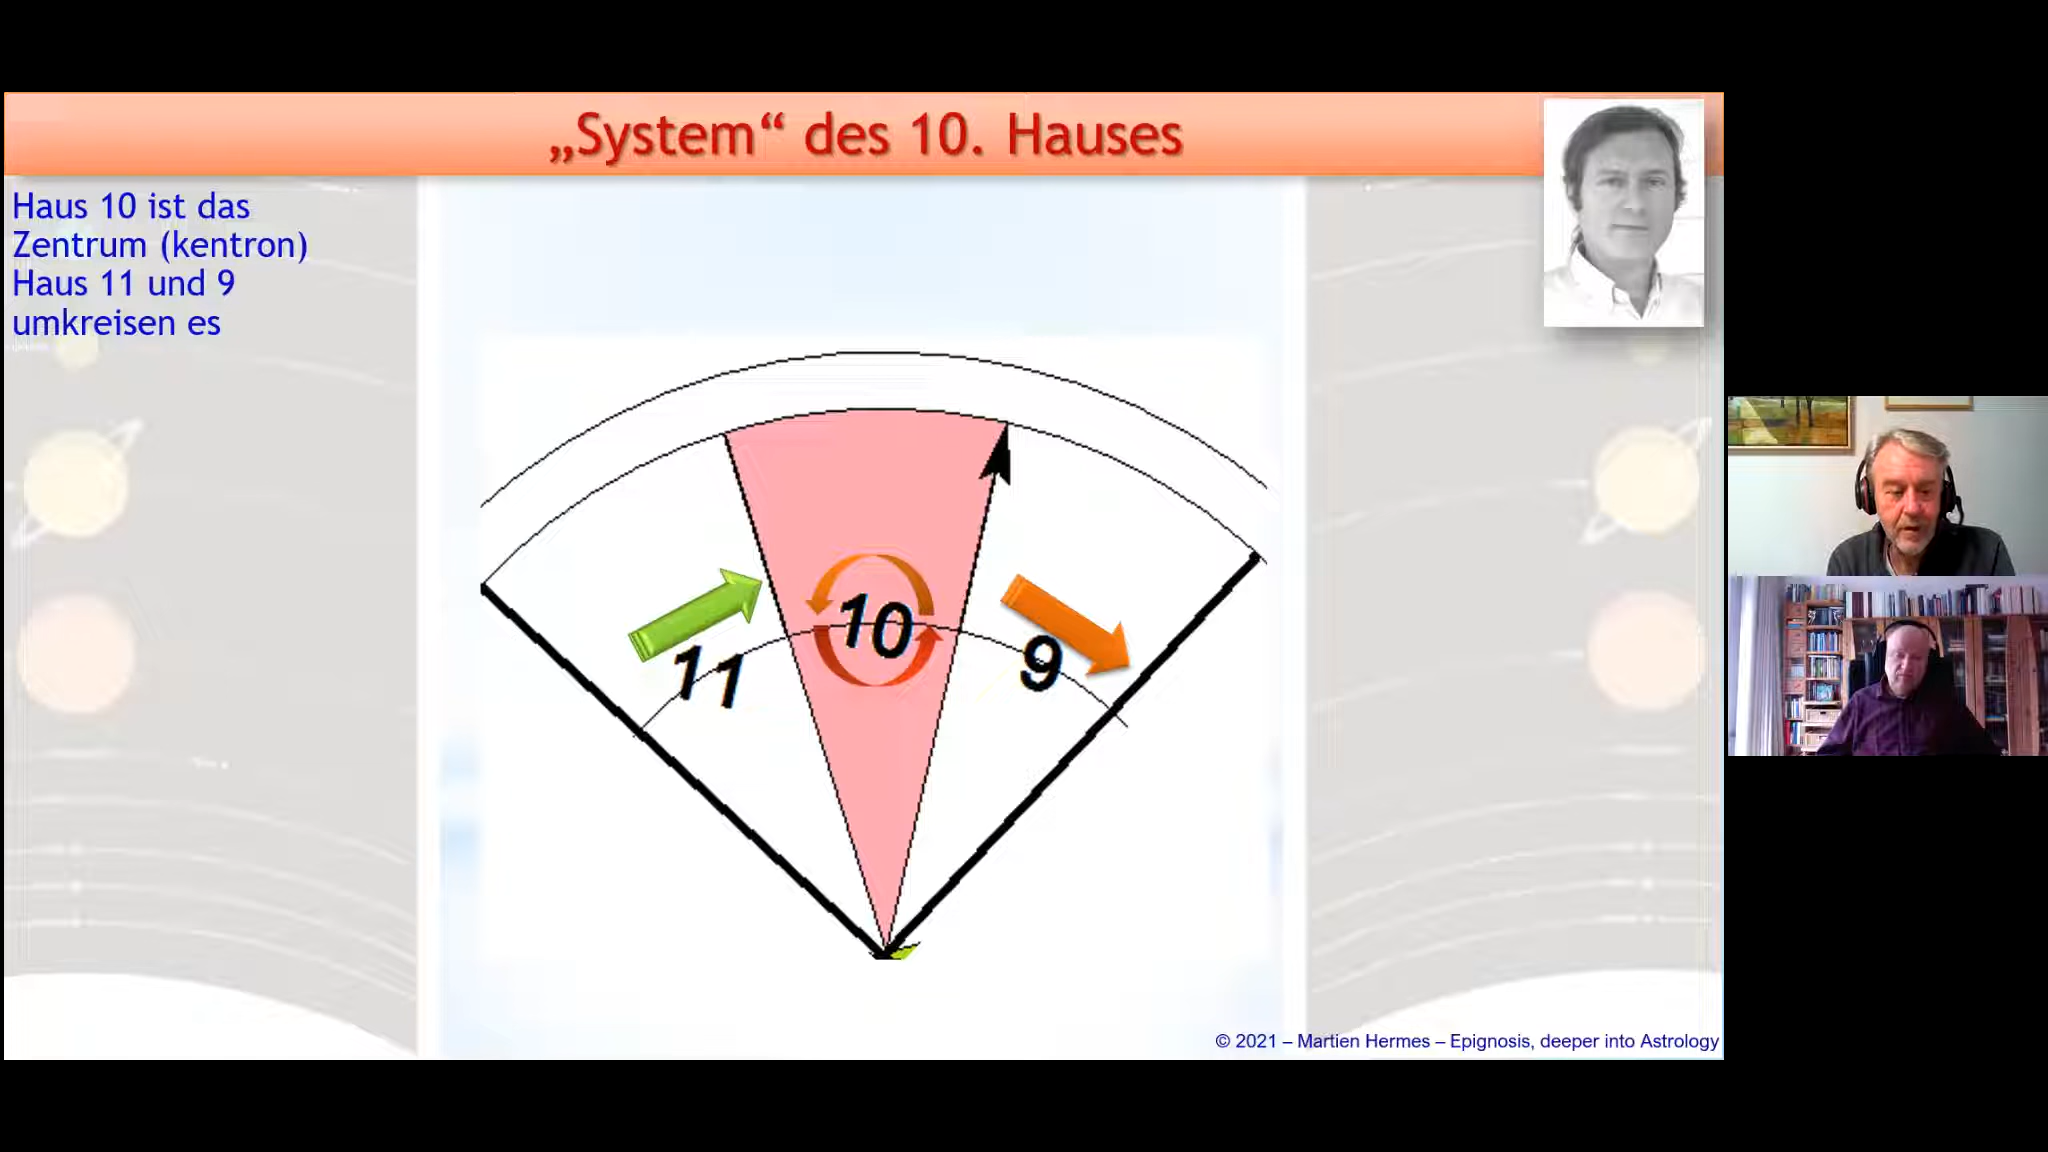 „System“ des 10. Hauses
Haus 10 ist das
Zentrum (kentron)
Haus 11 und 9
umkreisen es
11
10
9
© 2021 – Martien Hermes – Epignosis, deeper into Astrology